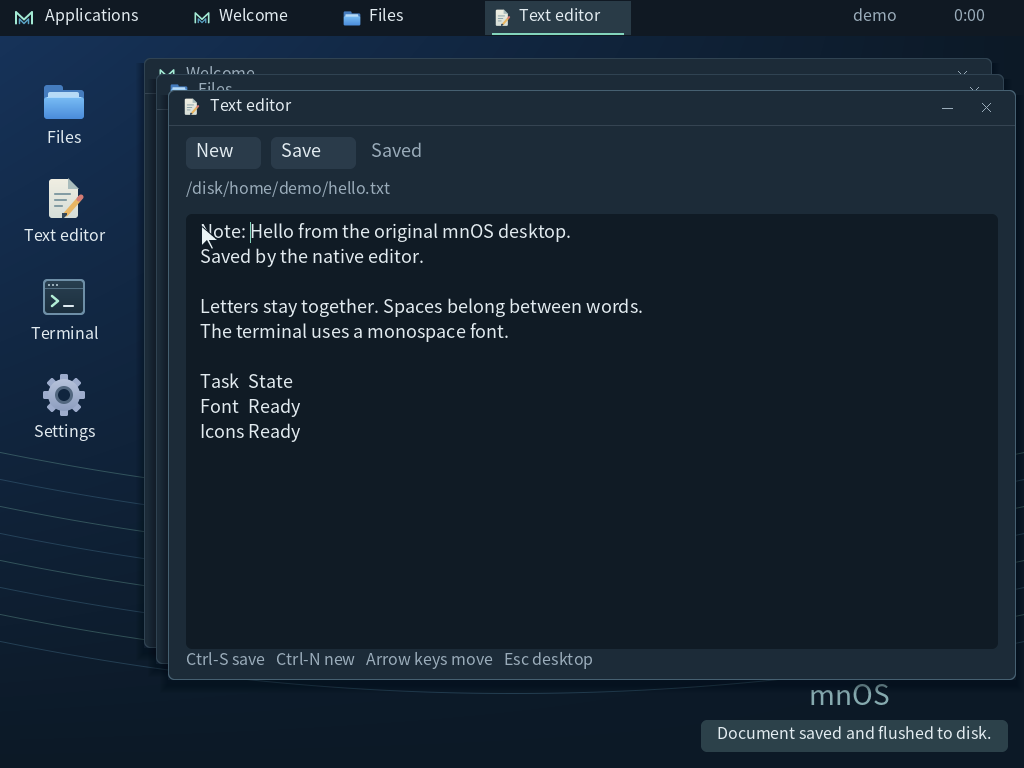 Applications
Welcome
Files
Text editor
demo
0:00
Files
Text editor
Terminal
Settings
Welcome
Files
Text editor
New
Save
Saved
/disk/home/demo/hello.txt
Note: Hello from the original mnOS desktop.
Saved by the native editor.
Letters stay together. Spaces belong between words.
The terminal uses a monospace font.
Task State
Font Ready
Icons Ready
Ctrl-S save Ctrl-N new Arrow keys move Esc desktop
mnOS
Document saved and flushed to disk.